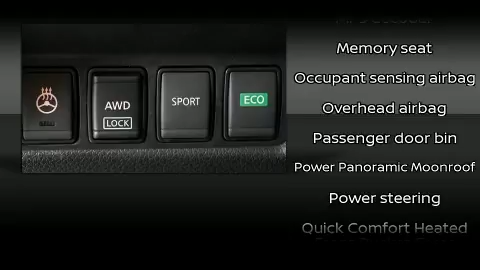 AWD
LOCK
SPORT
ECO
Memory seat
Occupant sensing airbag
Overhead airbag
Passenger door bin
Power Panoramic Moonroof
Power steering
Quick Comfort Heated